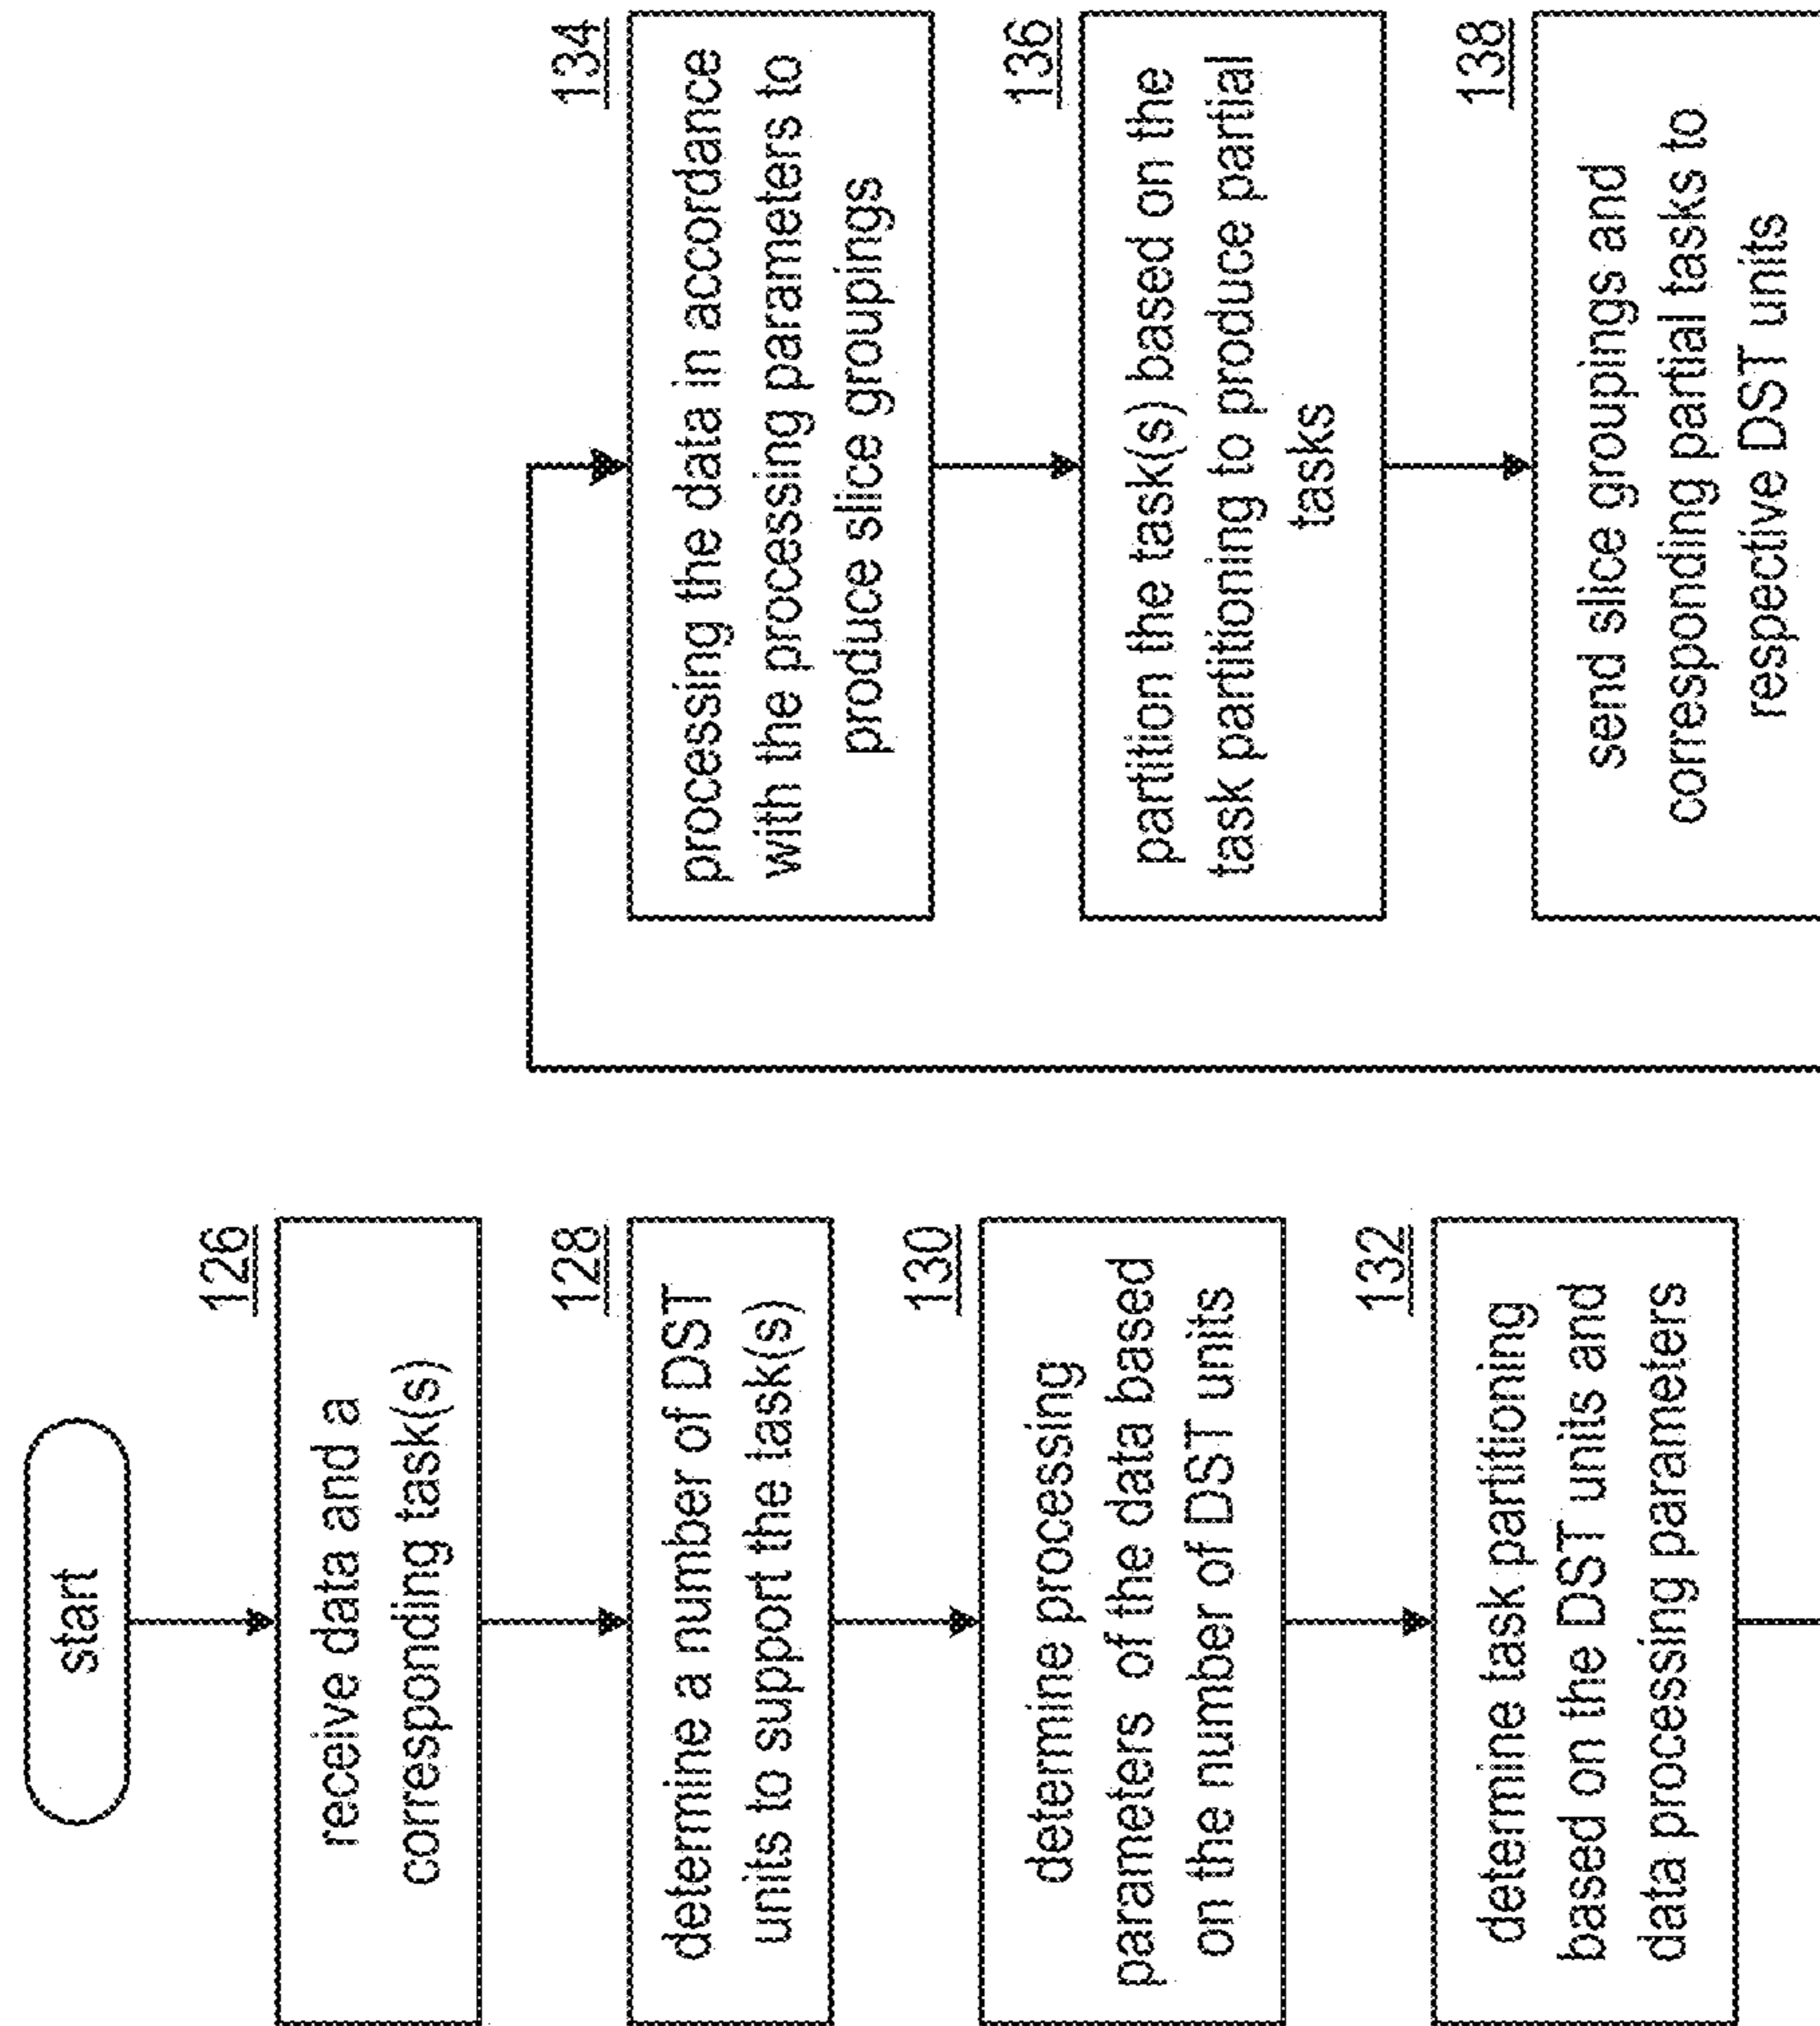 start
126
receive data and a
corresponding task(s)
128
determine a number of DST
units to support the task(s)
130
determine processing
parameters of the data based
on the number of DST units
132
determine task partitioning
based on the DST units and
data processing parameters
134
processing the data in accordance
with the processing parameters to
produce slice groupings
136
partition the task(s) based on the
task partitioning to produce partial
tasks
138
send slice groupings and
corresponding partial tasks to
respective DST units